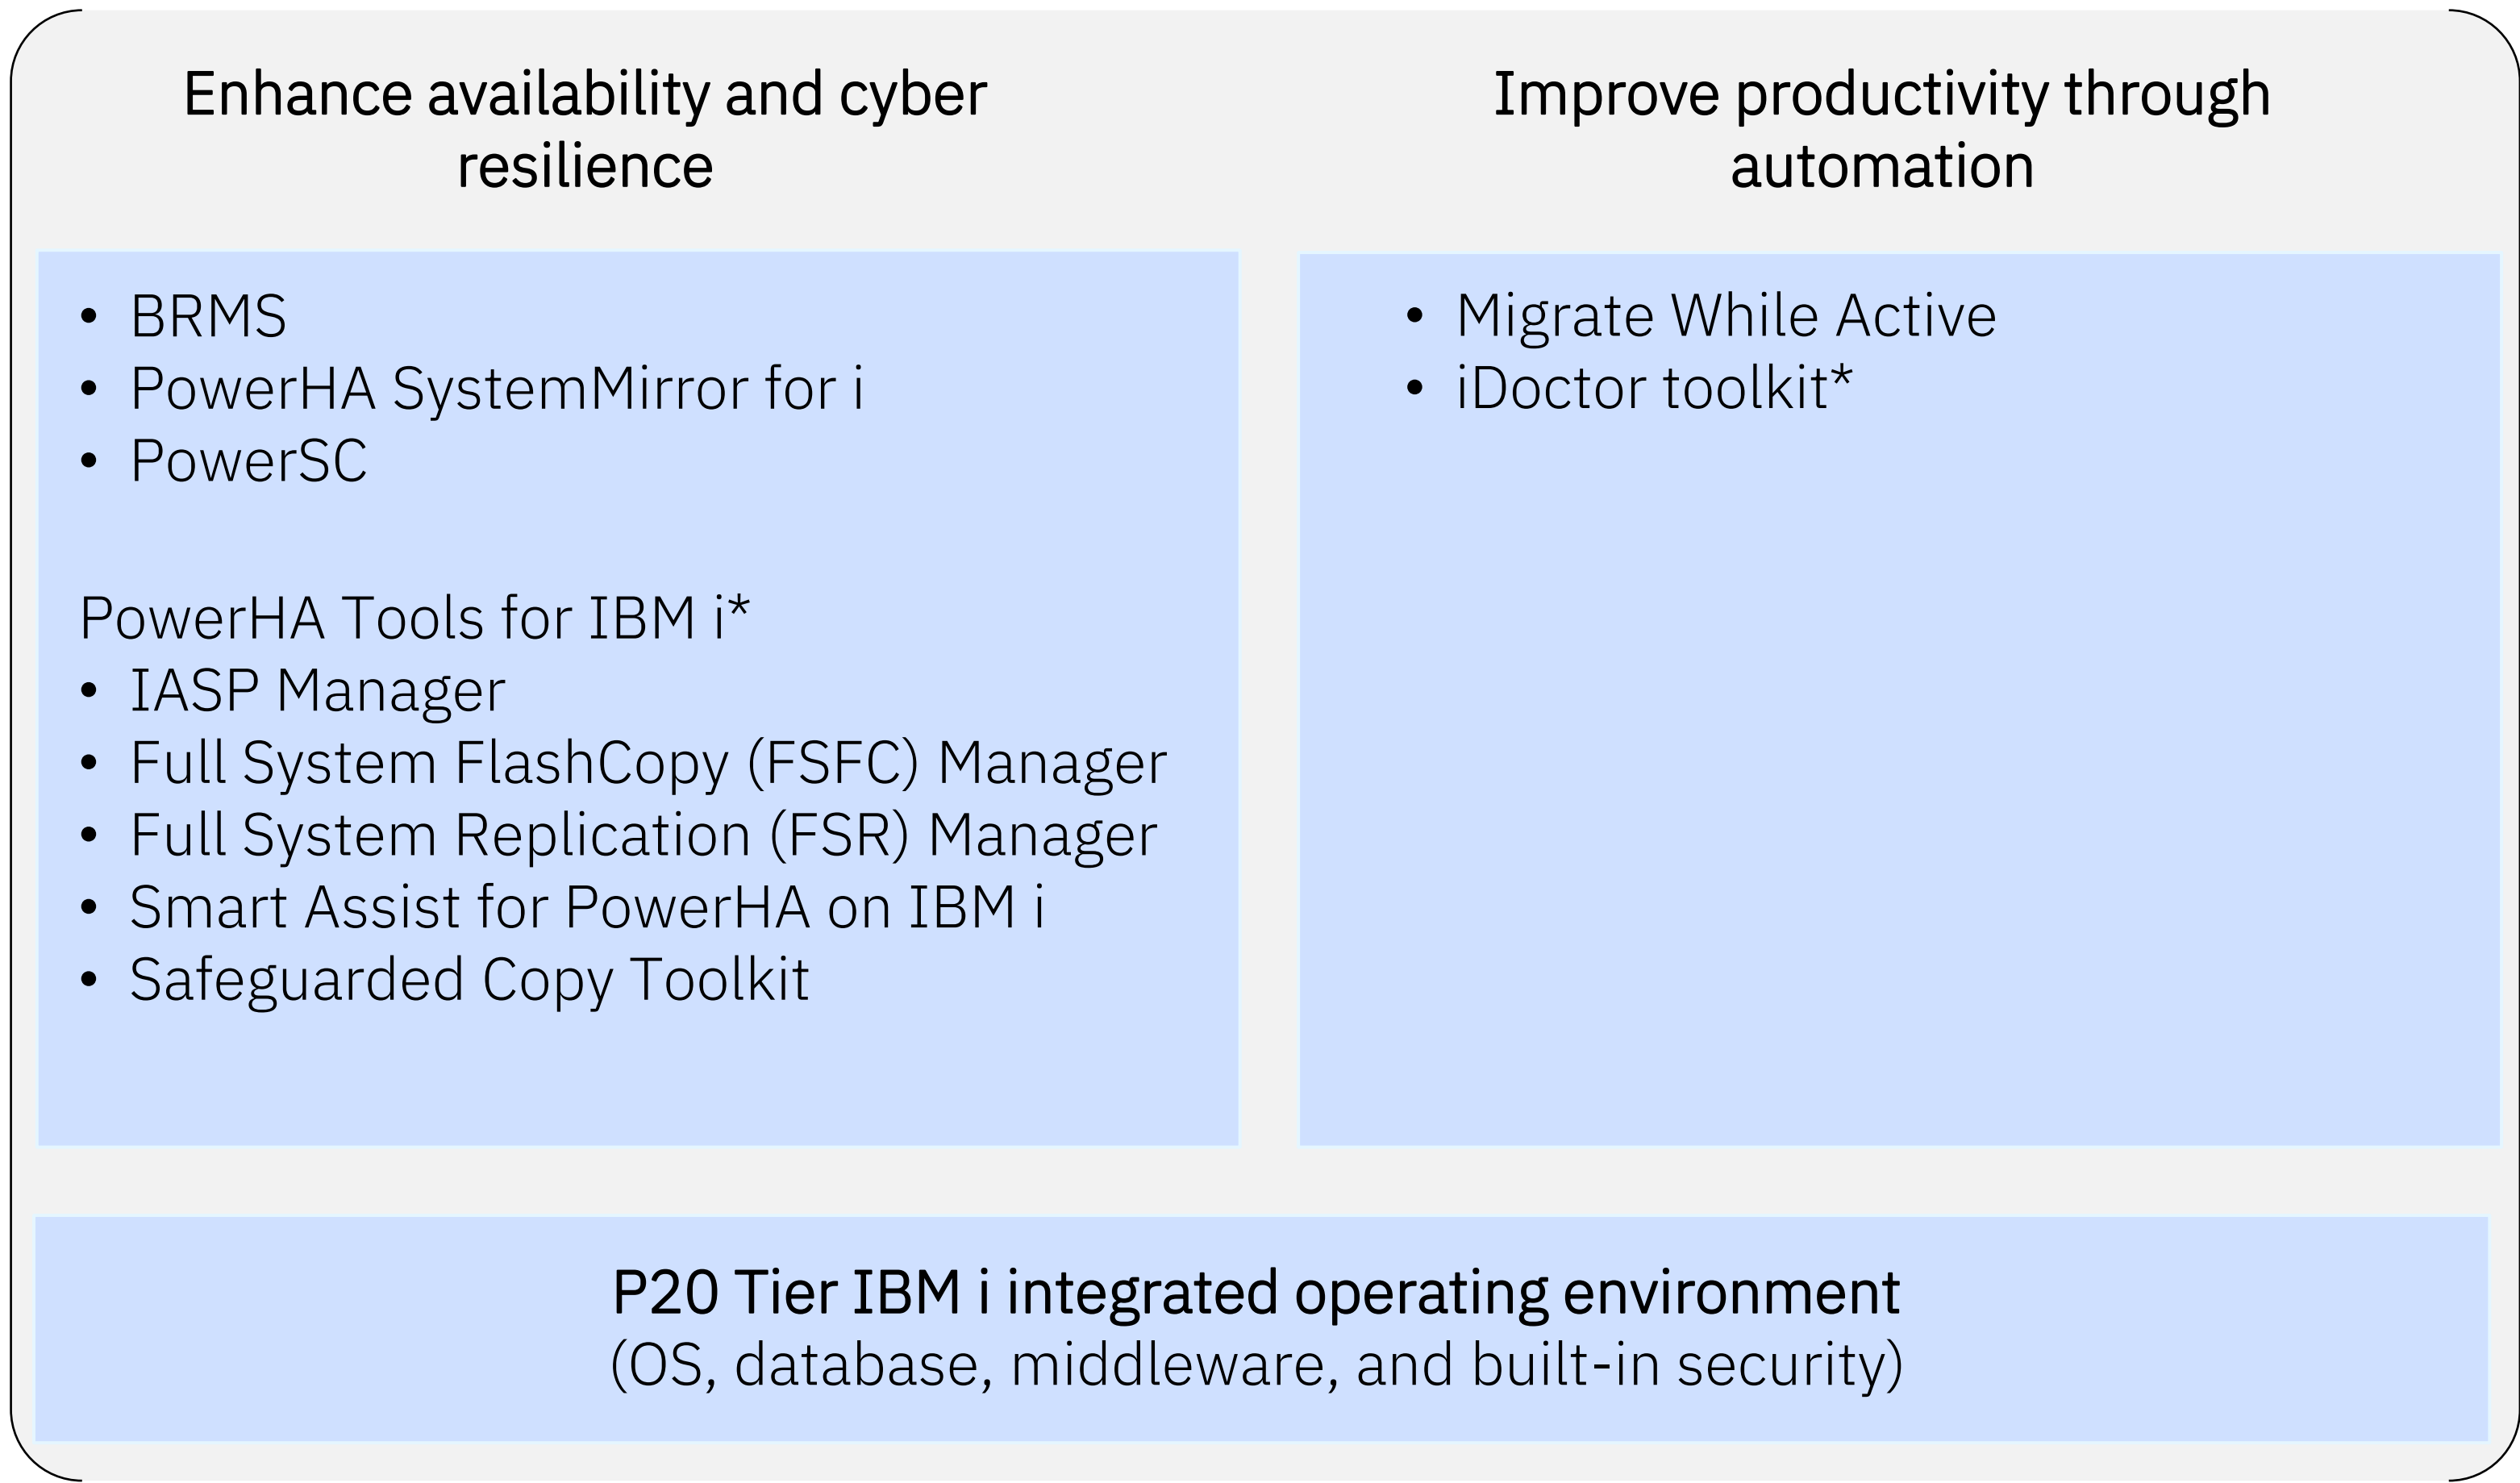 Enhance availability and cyber
resilience
• BRMS
• PowerHA SystemMirror for i
• PowerSC
PowerHA Tools for IBM i*
• IASP Manager
• Full System FlashCopy (FSFC) Manager
• Full System Replication (FSR) Manager
• Smart Assist for PowerHA on IBM i
• Safeguarded Copy Toolkit
Improve productivity through
automation
• Migrate While Active
• iDoctor toolkit*
P20 Tier IBM i integrated operating environment
(OS, database, middleware, and built-in security)